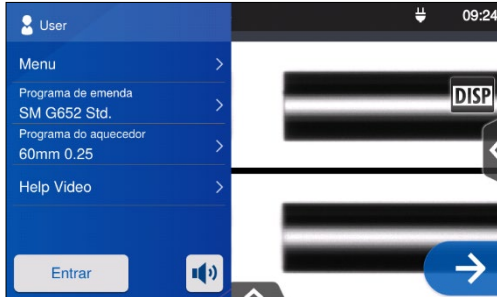 User
09:24
Menu
Programa de emenda
SM G652 Std.
Programa do aquecedor
60mm 0.25
Help Video
Entrar
DISP